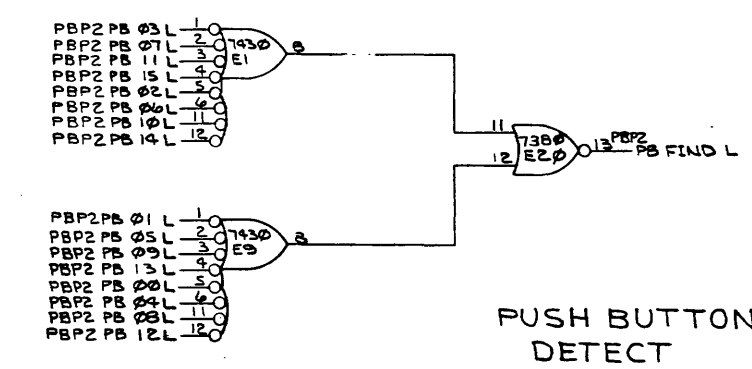 PBP2 PB Ø3 L 1
PBP2 PB Ø7 L 2
PBP2 PB 11 L 3
PBP2 PB 15 L 4
PBP2 PB Ø2 L 5
PBP2 PB Ø6 L 6
PBP2 PB 1Ø L 11
PBP2 PB 14 L 12
743Ø
E1
8
11
12
738Ø
E2Ø
13 PBP2
PB FIND L
PBP2 PB Ø1 L 1
PBP2 PB Ø5 L 2
PBP2 PB Ø9 L 3
PBP2 PB 13 L 4
PBP2 PB ØØ L 5
PBP2 PB Ø4 L 6
PBP2 PB Ø8 L 11
PBP2 PB 12 L 12
743Ø
E9
8
PUSH BUTTON
DETECT